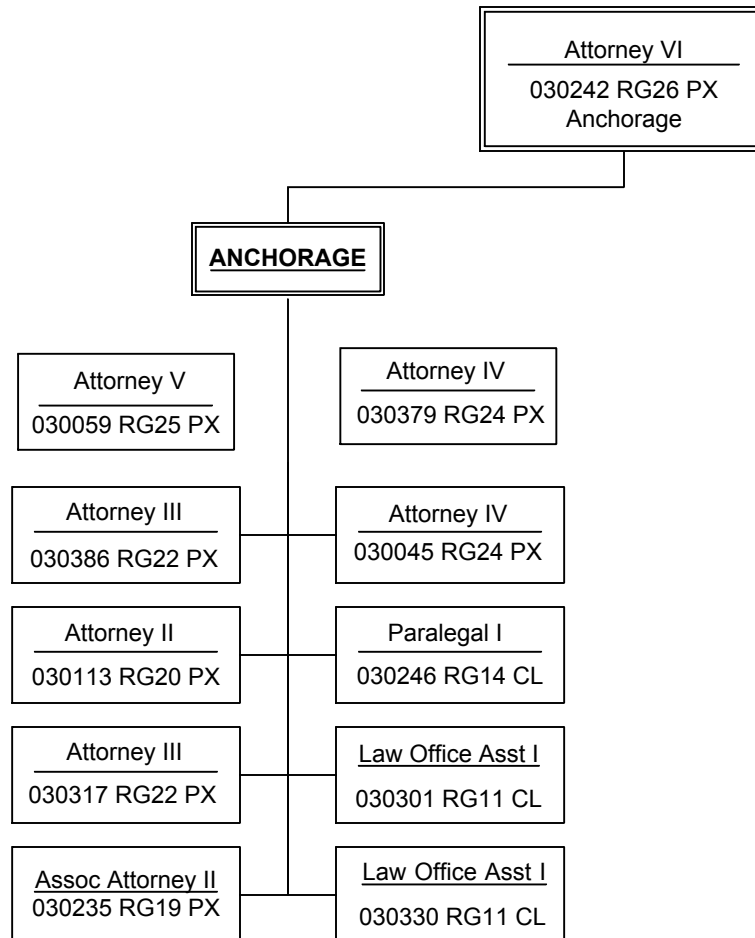 Attorney VI
030242 RG26 PX
Anchorage
ANCHORAGE
Attorney V
030059 RG25 PX
Attorney IV
030379 RG24 PX
Attorney III
030386 RG22 PX
Attorney IV
030045 RG24 PX
Attorney II
030113 RG20 PX
Paralegal I
030246 RG14 CL
Attorney III
030317 RG22 PX
Law Office Asst I
030301 RG11 CL
Assoc Attorney II
030235 RG19 PX
Law Office Asst I
030330 RG11 CL